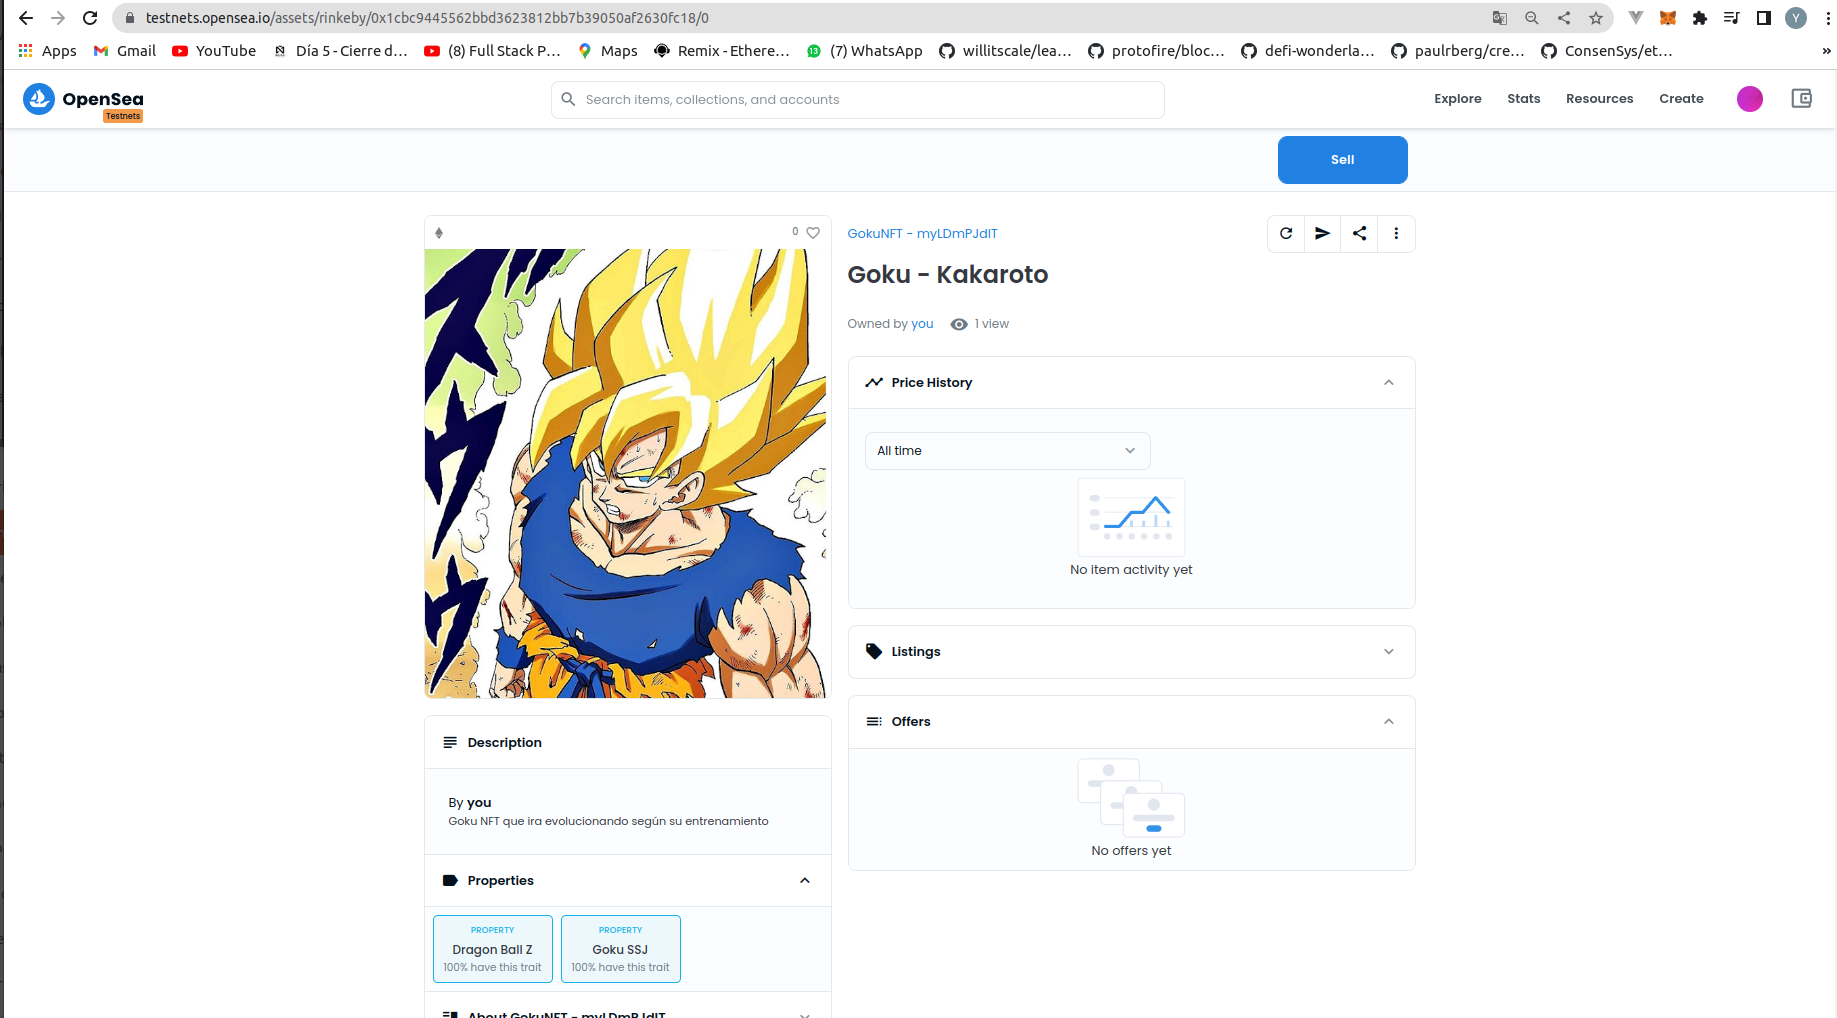 testnets.opensea.io/assets/rinkeby/0x1cbc9445562bbd3623812bb7b39050af2630fc18/0
Y
Apps Gmail YouTube Día 5 - Cierre d… (8) Full Stack P… Maps Remix - Ethere… 13 (7) WhatsApp willitscale/lea… protofire/bloc… defi-wonderla… paulrberg/cre… ConsenSys/et… »
OpenSea
Testnets
Search items, collections, and accounts
Explore Stats Resources Create
Sell
0
GokuNFT - myLDmPJdIT
Goku - Kakaroto
Owned by you 1 view
Price History
All time
No item activity yet
Listings
Offers
No offers yet
Description
By you
Goku NFT que ira evolucionando según su entrenamiento
Properties
PROPERTY
Dragon Ball Z
100% have this trait
PROPERTY
Goku SSJ
100% have this trait
About GokuNFT - myLDmPJdIT